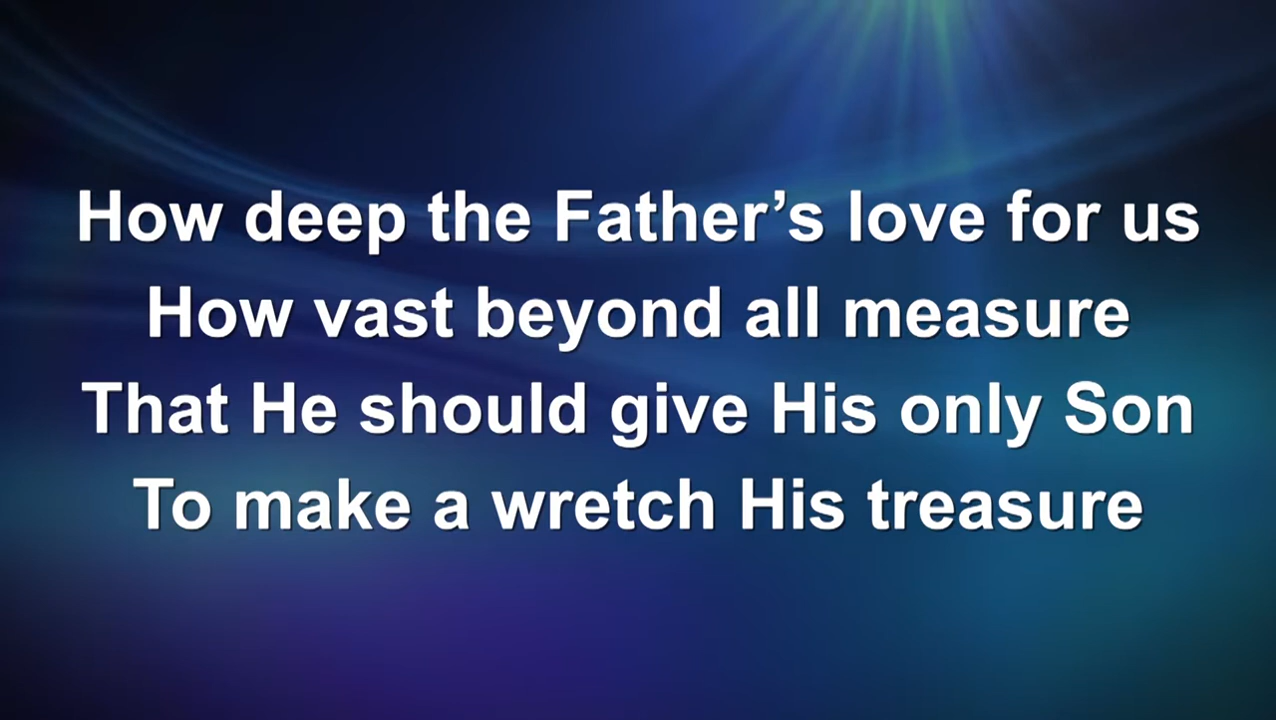 How deep the Father’s love for us
How vast beyond all measure
That He should give His only Son
To make a wretch His treasure